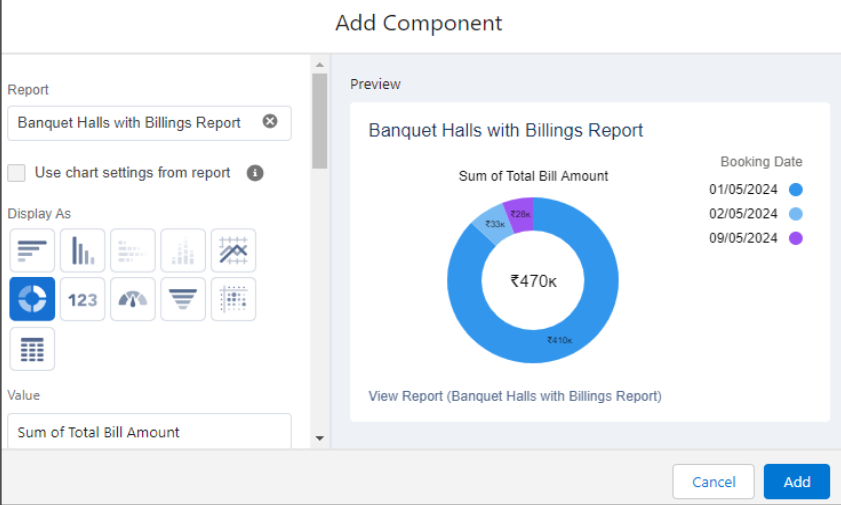 Add Component
Report
Banquet Halls with Billings Report
Use chart settings from report
Display As
123
Value
Sum of Total Bill Amount
Preview
Banquet Halls with Billings Report
Sum of Total Bill Amount
Booking Date
01/05/2024
02/05/2024
09/05/2024
₹33K
₹28K
₹470K
₹410K
View Report (Banquet Halls with Billings Report)
Cancel
Add